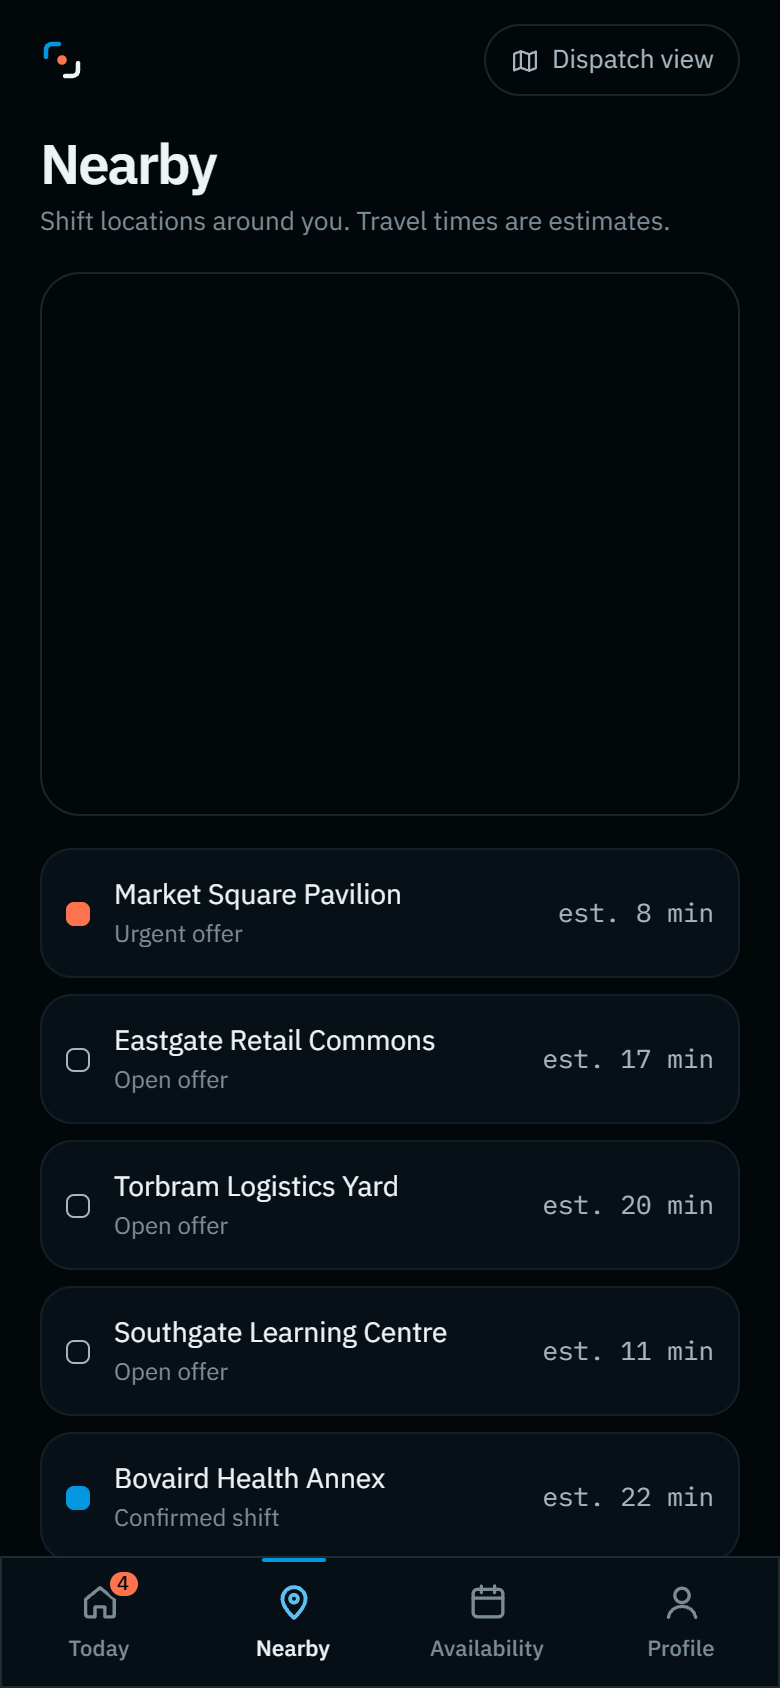 Dispatch view
Nearby
Shift locations around you. Travel times are estimates.
Market Square Pavilion
Urgent offer
est. 8 min
Eastgate Retail Commons
Open offer
est. 17 min
Torbram Logistics Yard
Open offer
est. 20 min
Southgate Learning Centre
Open offer
est. 11 min
Bovaird Health Annex
Confirmed shift
est. 22 min
4
Today
Nearby
Availability
Profile